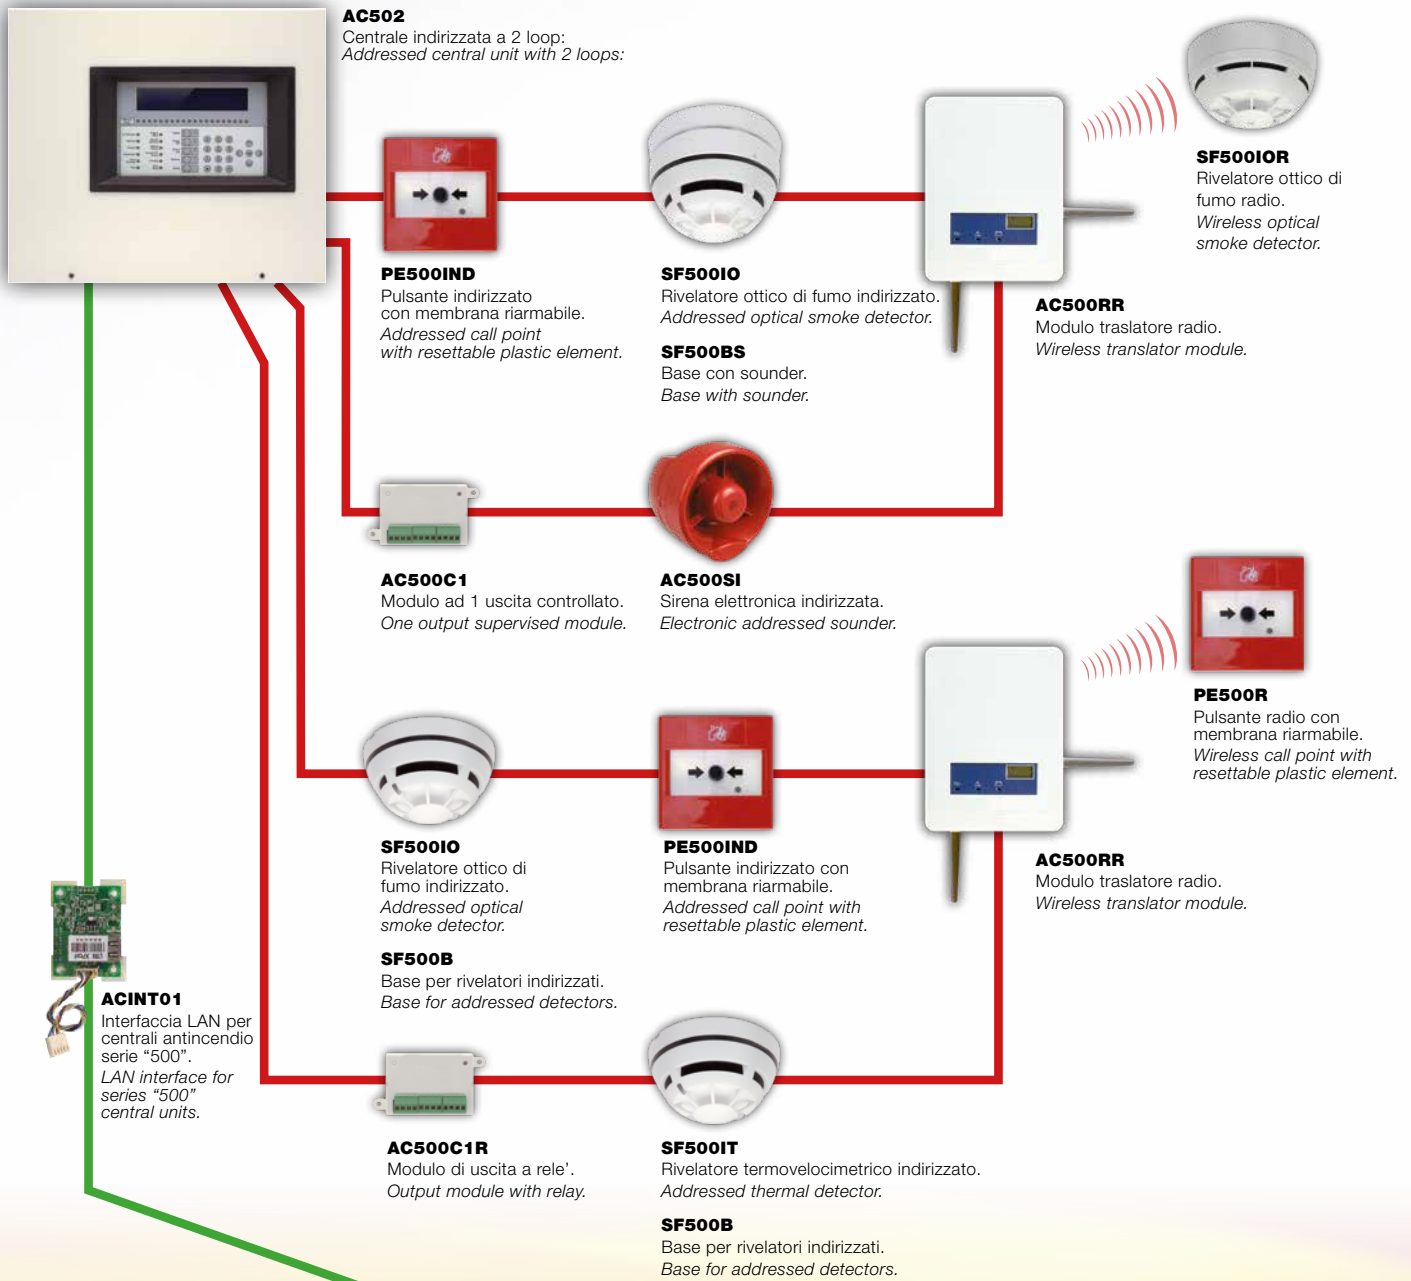 AC502
Centrale indirizzata a 2 loop:
Addressed central unit with 2 loops:
SF500IOR
Rivelatore ottico di
fumo radio.
Wireless optical
smoke detector.
PE500IND
Pulsante indirizzato
con membrana riarmabile.
Addressed call point
with resettable plastic element.
SF500IO
Rivelatore ottico di fumo indirizzato.
Addressed optical smoke detector.
SF500BS
Base con sounder.
Base with sounder.
AC500RR
Modulo traslatore radio.
Wireless translator module.
AC500C1
Modulo ad 1 uscita controllato.
One output supervised module.
AC500SI
Sirena elettronica indirizzata.
Electronic addressed sounder.
PE500R
Pulsante radio con
membrana riarmabile.
Wireless call point with
resettable plastic element.
SF500IO
Rivelatore ottico di
fumo indirizzato.
Addressed optical
smoke detector.
SF500B
Base per rivelatori indirizzati.
Base for addressed detectors.
PE500IND
Pulsante indirizzato con
membrana riarmabile.
Addressed call point with
resettable plastic element.
AC500RR
Modulo traslatore radio.
Wireless translator module.
ACINT01
Interfaccia LAN per
centrali antincendio
serie “500”.
LAN interface for
series “500”
central units.
AC500C1R
Modulo di uscita a rele’.
Output module with relay.
SF500IT
Rivelatore termovelocimetrico indirizzato.
Addressed thermal detector.
SF500B
Base per rivelatori indirizzati.
Base for addressed detectors.